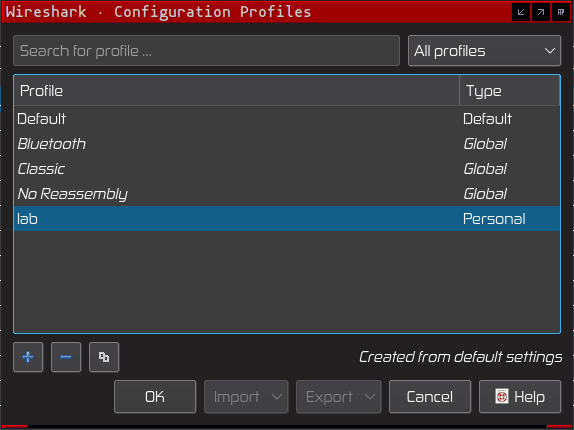 Wireshark · Configuration Profiles
Search for profile ...
All profiles
Profile Type
Default Default
Bluetooth Global
Classic Global
No Reassembly Global
lab Personal
Created from default settings
OK Import Export Cancel Help